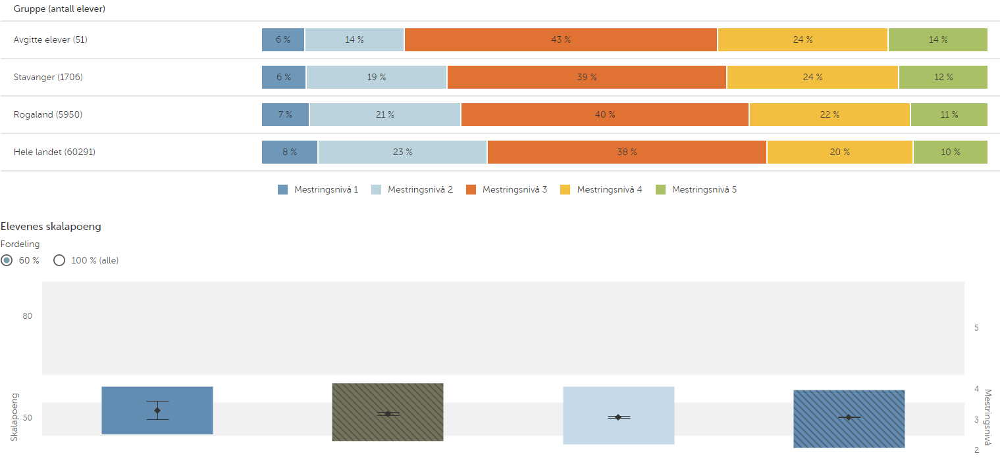 Gruppe (antall elever)
Avgitte elever (51) 6 % 14 % 43 % 24 % 14 %
Stavanger (1706) 6 % 19 % 39 % 24 % 12 %
Rogaland (5950) 7 % 21 % 40 % 22 % 11 %
Hele landet (60291) 8 % 23 % 38 % 20 % 10 %
Mestringsnivå 1 Mestringsnivå 2 Mestringsnivå 3 Mestringsnivå 4 Mestringsnivå 5
Elevenes skalapoeng
Fordeling
60 % 100 % (alle)
80
5
4
Skalapoeng
50
3
Mestringsnivå
2